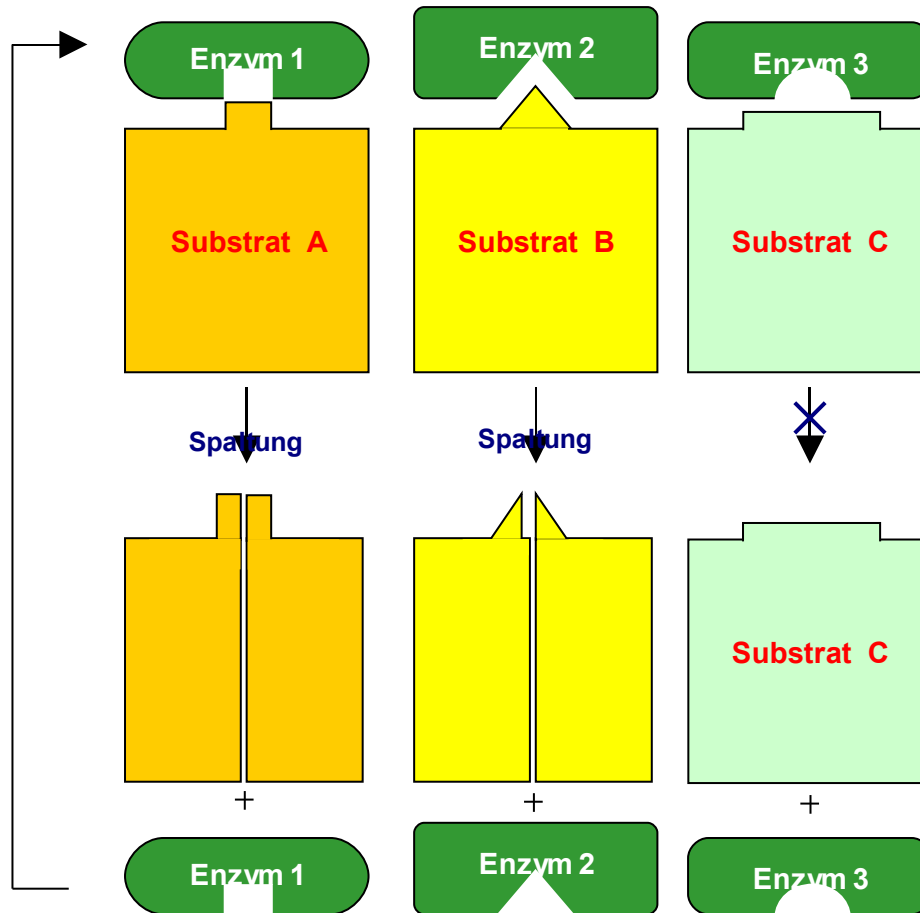 Enzym 1
Enzym 2
Enzym 3
Substrat A
Substrat B
Substrat C
Spaltung
Spaltung
Substrat C
+
+
+
Enzym 1
Enzym 2
Enzym 3